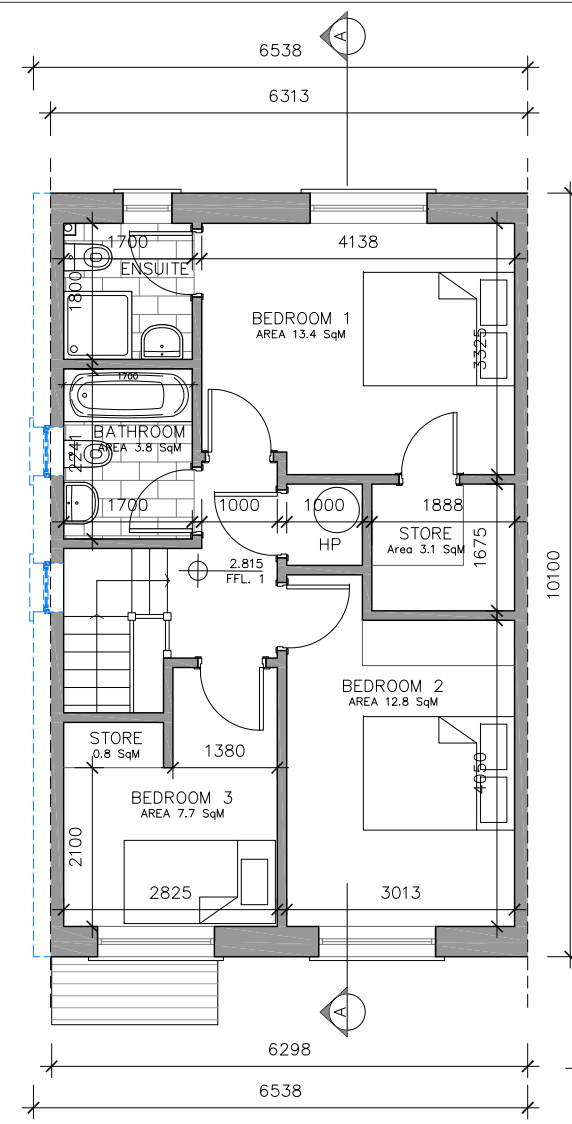 A
6538
6313
1700
4138
ENSUITE
1800
BEDROOM 1
AREA 13.4 SqM
3325
1700
BATHROOM
AREA 3.8 SqM
2241
1700
1000
1000
1888
HP
STORE
Area 3.1 SqM
1675
2.815
FFL. 1
10100
BEDROOM 2
AREA 12.8 SqM
STORE
0.8 SqM
1380
4050
BEDROOM 3
AREA 7.7 SqM
2100
2825
3013
A
6298
6538